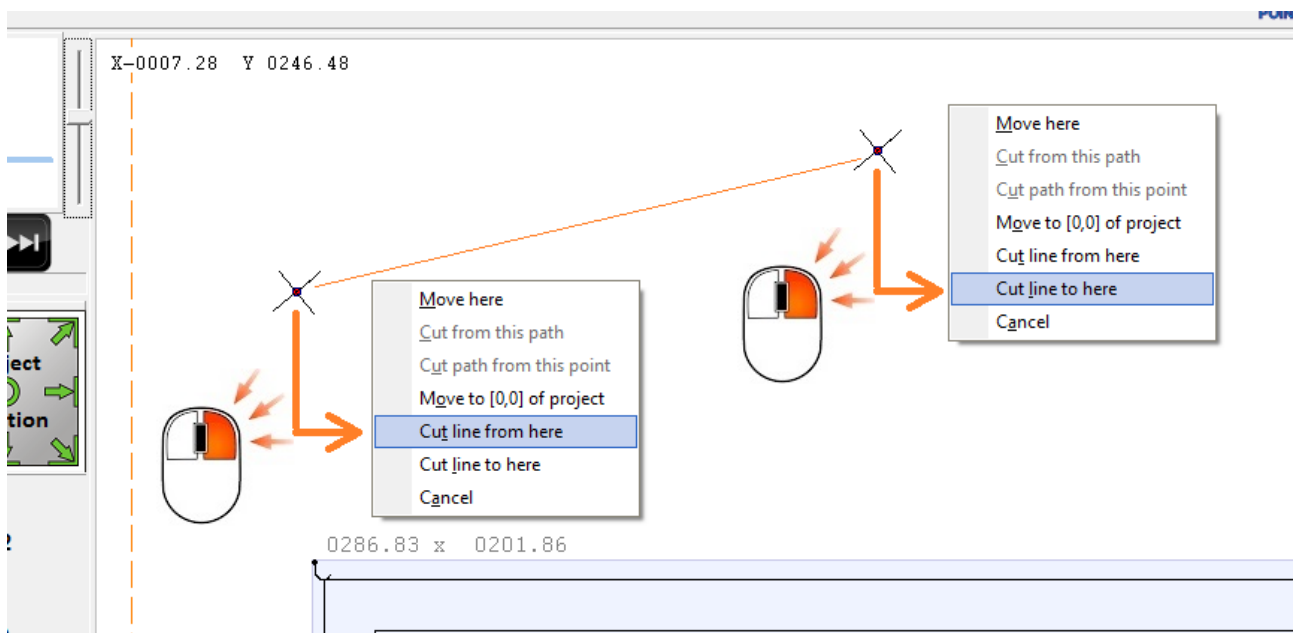 X-0007.28 Y 0246.48
Move here
Cut from this path
Cut path from this point
Move to [0,0] of project
Cut line from here
Cut line to here
Cancel
Move here
Cut from this path
Cut path from this point
Move to [0,0] of project
Cut line from here
Cut line to here
Cancel
0286.83 x 0201.86